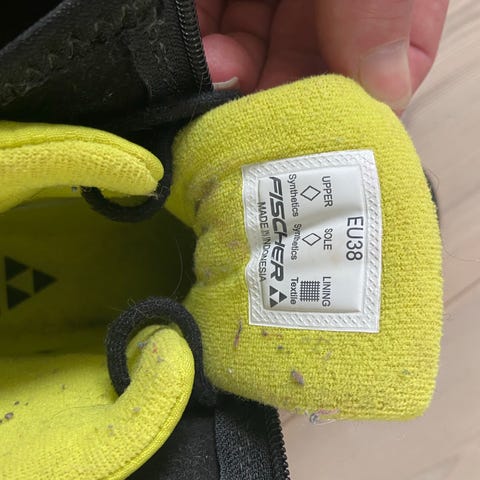 EU38
UPPER SOLE LINING
Synthetics Synthetics Textile
FISCHER
MADE IN INDONESIA